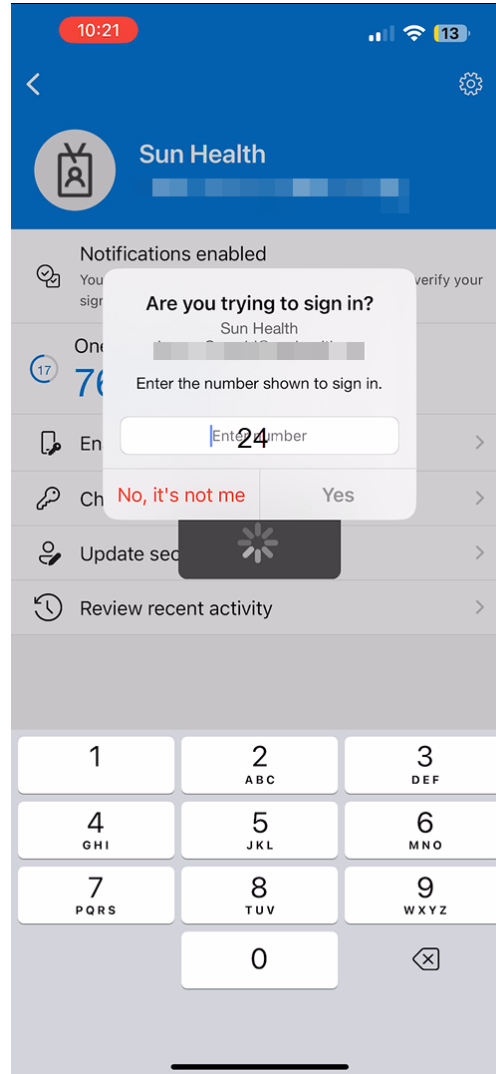 10:21
13
Sun Health
Notifications enabled
You
verify your
sign
Are you trying to sign in?
Sun Health
Enter the number shown to sign in.
One
17
76
Enter number
24
En
No, it's not me
Yes
Ch
Update sec
Review recent activity
1
2
ABC
3
DEF
4
GHI
5
JKL
6
MNO
7
PQRS
8
TUV
9
WXYZ
0